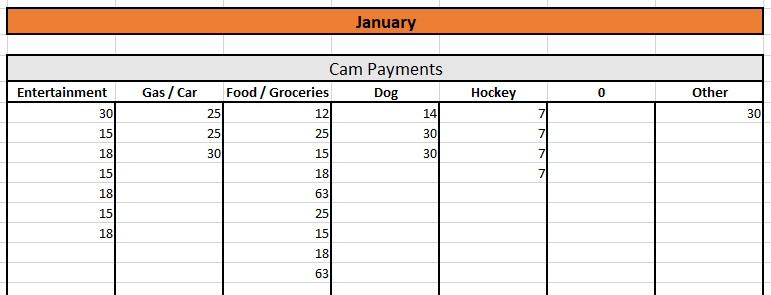 January
Cam Payments
Entertainment Gas / Car Food / Groceries Dog Hockey 0 Other
30 25 12 14 7 30
15 25 25 30 7
18 30 15 30 7
15 18 7
18 63
15 25
18 15
18
63